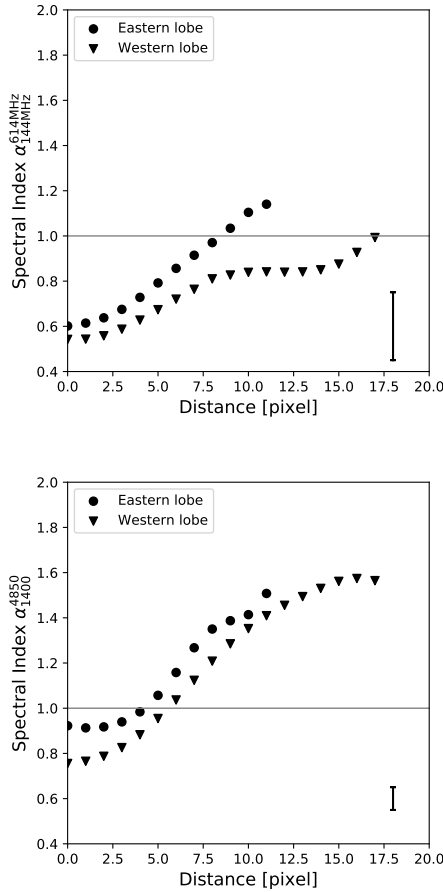 2.0
1.8
1.6
1.4
1.2
1.0
0.8
0.6
0.4
Spectral Index α614MHz144MHz
Eastern lobe
Western lobe
0.0 2.5 5.0 7.5 10.0 12.5 15.0 17.5 20.0
Distance [pixel]
2.0
1.8
1.6
1.4
1.2
1.0
0.8
0.6
0.4
Spectral Index α48501400
Eastern lobe
Western lobe
0.0 2.5 5.0 7.5 10.0 12.5 15.0 17.5 20.0
Distance [pixel]